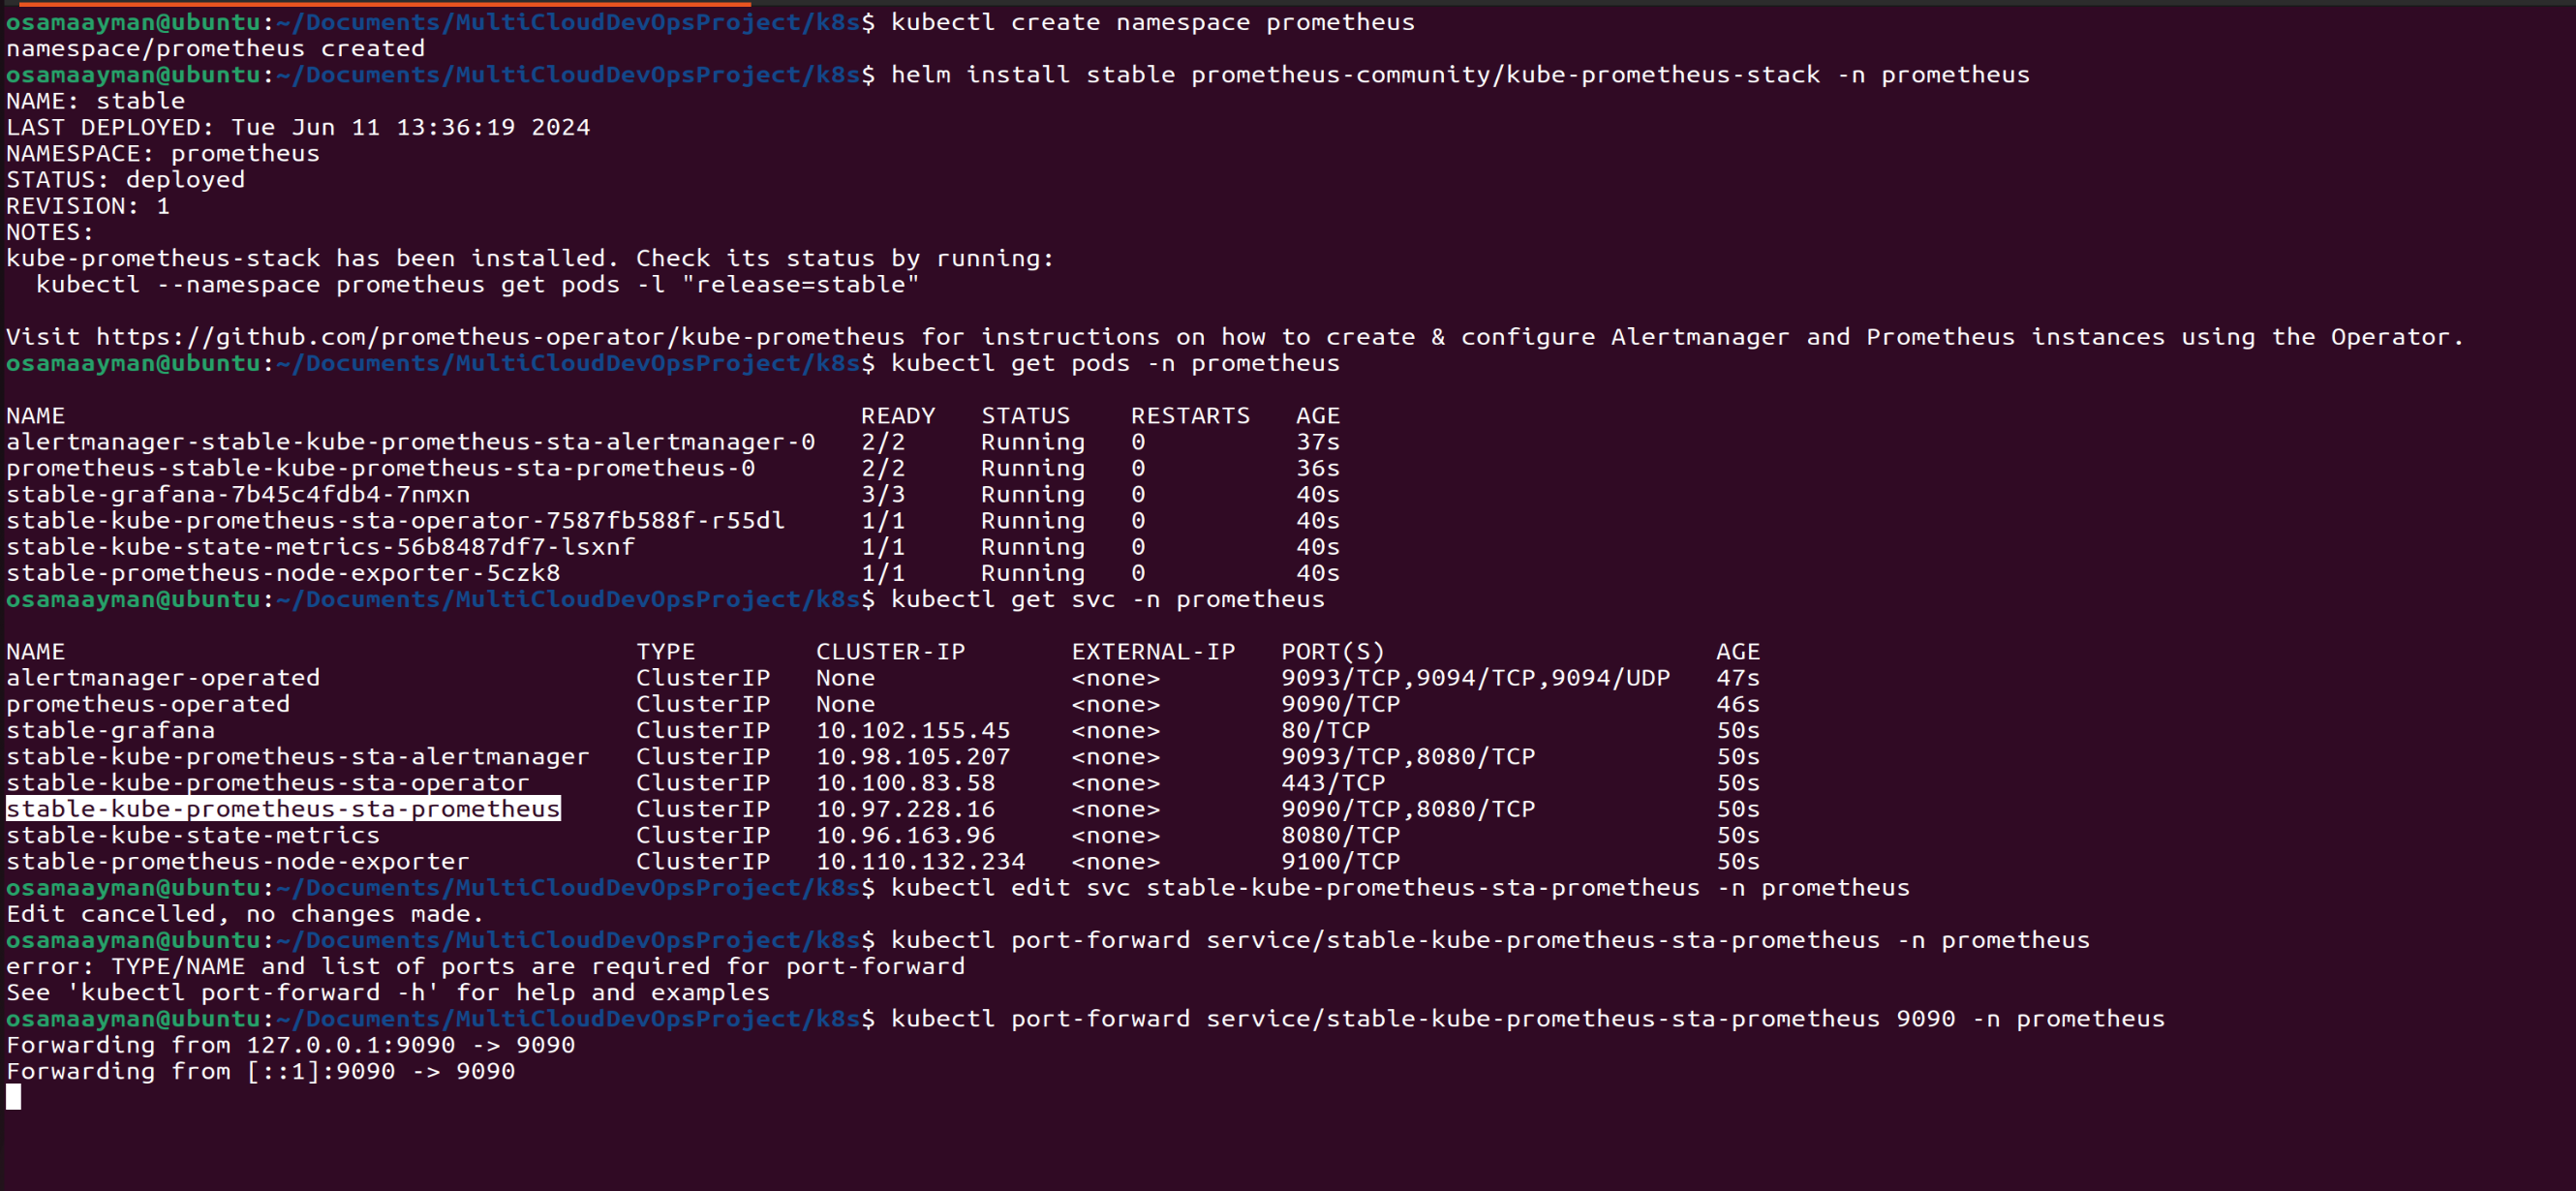 osamaayman@ubuntu:~/Documents/MultiCloudDevOpsProject/k8s$ kubectl create namespace prometheus
namespace/prometheus created
osamaayman@ubuntu:~/Documents/MultiCloudDevOpsProject/k8s$ helm install stable prometheus-community/kube-prometheus-stack -n prometheus
NAME: stable
LAST DEPLOYED: Tue Jun 11 13:36:19 2024
NAMESPACE: prometheus
STATUS: deployed
REVISION: 1
NOTES:
kube-prometheus-stack has been installed. Check its status by running:
  kubectl --namespace prometheus get pods -l "release=stable"

Visit https://github.com/prometheus-operator/kube-prometheus for instructions on how to create & configure Alertmanager and Prometheus instances using the Operator.
osamaayman@ubuntu:~/Documents/MultiCloudDevOpsProject/k8s$ kubectl get pods -n prometheus

NAME                                                     READY   STATUS    RESTARTS   AGE
alertmanager-stable-kube-prometheus-sta-alertmanager-0   2/2     Running   0          37s
prometheus-stable-kube-prometheus-sta-prometheus-0       2/2     Running   0          36s
stable-grafana-7b45c4fdb4-7nmxn                          3/3     Running   0          40s
stable-kube-prometheus-sta-operator-7587fb588f-r55dl     1/1     Running   0          40s
stable-kube-state-metrics-56b8487df7-lsxnf               1/1     Running   0          40s
stable-prometheus-node-exporter-5czk8                    1/1     Running   0          40s
osamaayman@ubuntu:~/Documents/MultiCloudDevOpsProject/k8s$ kubectl get svc -n prometheus

NAME                                      TYPE        CLUSTER-IP       EXTERNAL-IP   PORT(S)                      AGE
alertmanager-operated                     ClusterIP   None             <none>        9093/TCP,9094/TCP,9094/UDP   47s
prometheus-operated                       ClusterIP   None             <none>        9090/TCP                     46s
stable-grafana                            ClusterIP   10.102.155.45    <none>        80/TCP                       50s
stable-kube-prometheus-sta-alertmanager   ClusterIP   10.98.105.207    <none>        9093/TCP,8080/TCP            50s
stable-kube-prometheus-sta-operator       ClusterIP   10.100.83.58     <none>        443/TCP                      50s
stable-kube-prometheus-sta-prometheus     ClusterIP   10.97.228.16     <none>        9090/TCP,8080/TCP            50s
stable-kube-state-metrics                 ClusterIP   10.96.163.96     <none>        8080/TCP                     50s
stable-prometheus-node-exporter           ClusterIP   10.110.132.234   <none>        9100/TCP                     50s
osamaayman@ubuntu:~/Documents/MultiCloudDevOpsProject/k8s$ kubectl edit svc stable-kube-prometheus-sta-prometheus -n prometheus
Edit cancelled, no changes made.
osamaayman@ubuntu:~/Documents/MultiCloudDevOpsProject/k8s$ kubectl port-forward service/stable-kube-prometheus-sta-prometheus -n prometheus
error: TYPE/NAME and list of ports are required for port-forward
See 'kubectl port-forward -h' for help and examples
osamaayman@ubuntu:~/Documents/MultiCloudDevOpsProject/k8s$ kubectl port-forward service/stable-kube-prometheus-sta-prometheus 9090 -n prometheus
Forwarding from 127.0.0.1:9090 -> 9090
Forwarding from [::1]:9090 -> 9090